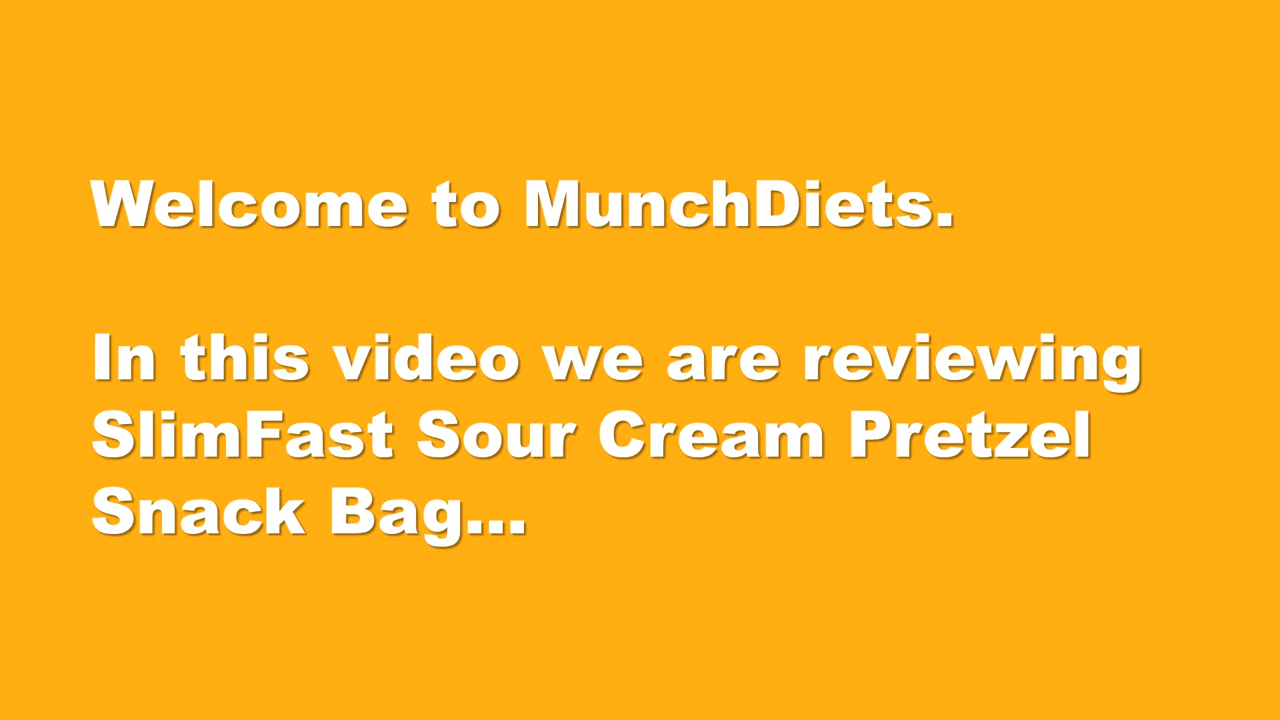 Welcome to MunchDiets.
In this video we are reviewing
SlimFast Sour Cream Pretzel
Snack Bag...